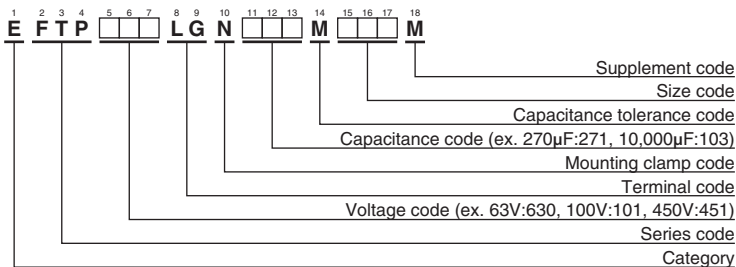 1 2 3 4 5 6 7 8 9 10 11 12 13 14 15 16 17 18
E F T P □□□ L G N □□□ M □□□ M
Supplement code
Size code
Capacitance tolerance code
Capacitance code (ex. 270µF:271, 10,000µF:103)
Mounting clamp code
Terminal code
Voltage code (ex. 63V:630, 100V:101, 450V:451)
Series code
Category